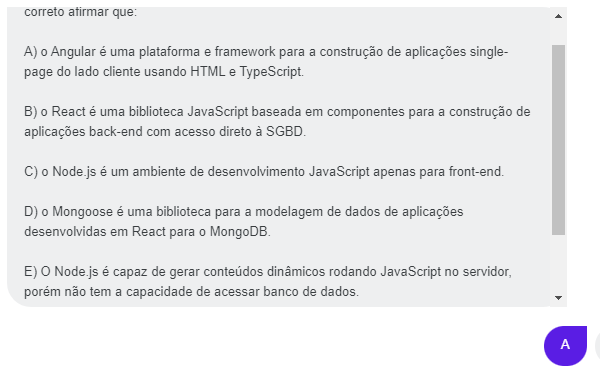 correto afirmar que:
A) o Angular é uma plataforma e framework para a construção de aplicações single-
page do lado cliente usando HTML e TypeScript.
B) o React é uma biblioteca JavaScript baseada em componentes para a construção de
aplicações back-end com acesso direto à SGBD.
C) o Node.js é um ambiente de desenvolvimento JavaScript apenas para front-end.
D) o Mongoose é uma biblioteca para a modelagem de dados de aplicações
desenvolvidas em React para o MongoDB.
E) O Node.js é capaz de gerar conteúdos dinâmicos rodando JavaScript no servidor,
porém não tem a capacidade de acessar banco de dados.
A